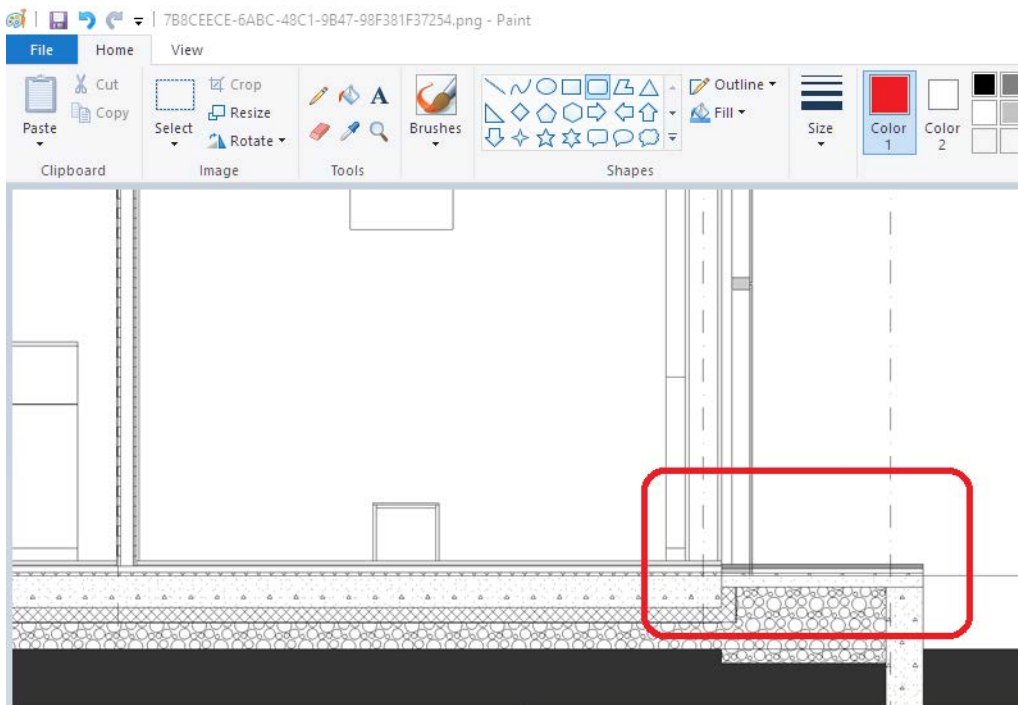 7B8CEECE-6ABC-48C1-9B47-98F381F37254.png - Paint
File Home View
Paste
Cut
Copy
Clipboard
Select
Crop
Resize
Rotate
Image
A
Tools
Brushes
Outline
Fill
Shapes
Size
Color 1
Color 2